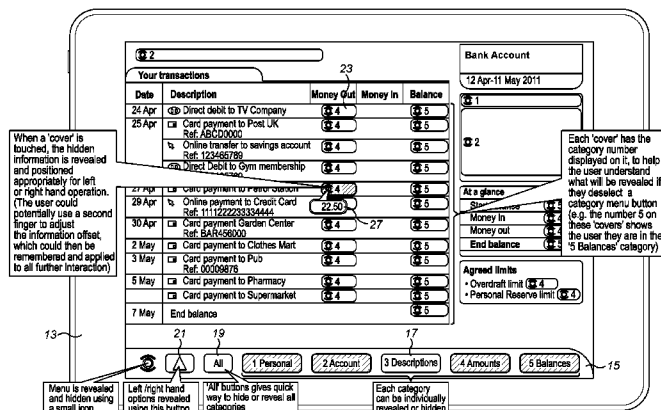 2
Bank Account
12 Apr-11 May 2011
Your transactions
23
Date Description Money Out Money In Balance
24 Apr Direct debit to TV Company 4 5
25 Apr Card payment to Post UK 4 5
Ref: ABCD0000
Online transfer to savings account 4 5
Ref: 123465789
Direct Debit to Gym membership 4 5
27 Apr Card payment to Petrol Station 4 5
29 Apr Online payment to Credit Card 22.50 5
Ref: 1111222233334444
27
30 Apr Card payment Garden Center 4 5
Ref: BAR456000
2 May Card payment to Clothes Mart 4 5
3 May Card payment to Pub 4 5
Ref: 00009876
5 May Card payment to Pharmacy 4 5
Card payment to Supermarket 4 5
7 May End balance 5
1
2
At a glance
Money In
Money out
End balance
Agreed limits
• Overdraft limit 4
• Personal Reserve limit 4
When a 'cover' is
touched, the hidden
information is revealed
and positioned
appropriately for left
or right hand operation.
(The user could
potentially use a second
finger to adjust
the information offset,
which could then be
remembered and applied
to all further interaction)
Each 'cover' has the
category number
displayed on it, to help
the user understand
what will be revealed if
they deselect a
category menu button
(e.g. the number 5 on
these 'covers' shows
the user they are in the
'5 Balances' category)
13
21
19
17
15
All
1 Personal
2 Account
3 Descriptions
4 Amounts
5 Balances
Menu is revealed
and hidden using
a small icon
Left /right hand
options revealed
using this button
'All' buttons gives quick
way to hide or reveal all
categories
Each category
can be individually
revealed or hidden